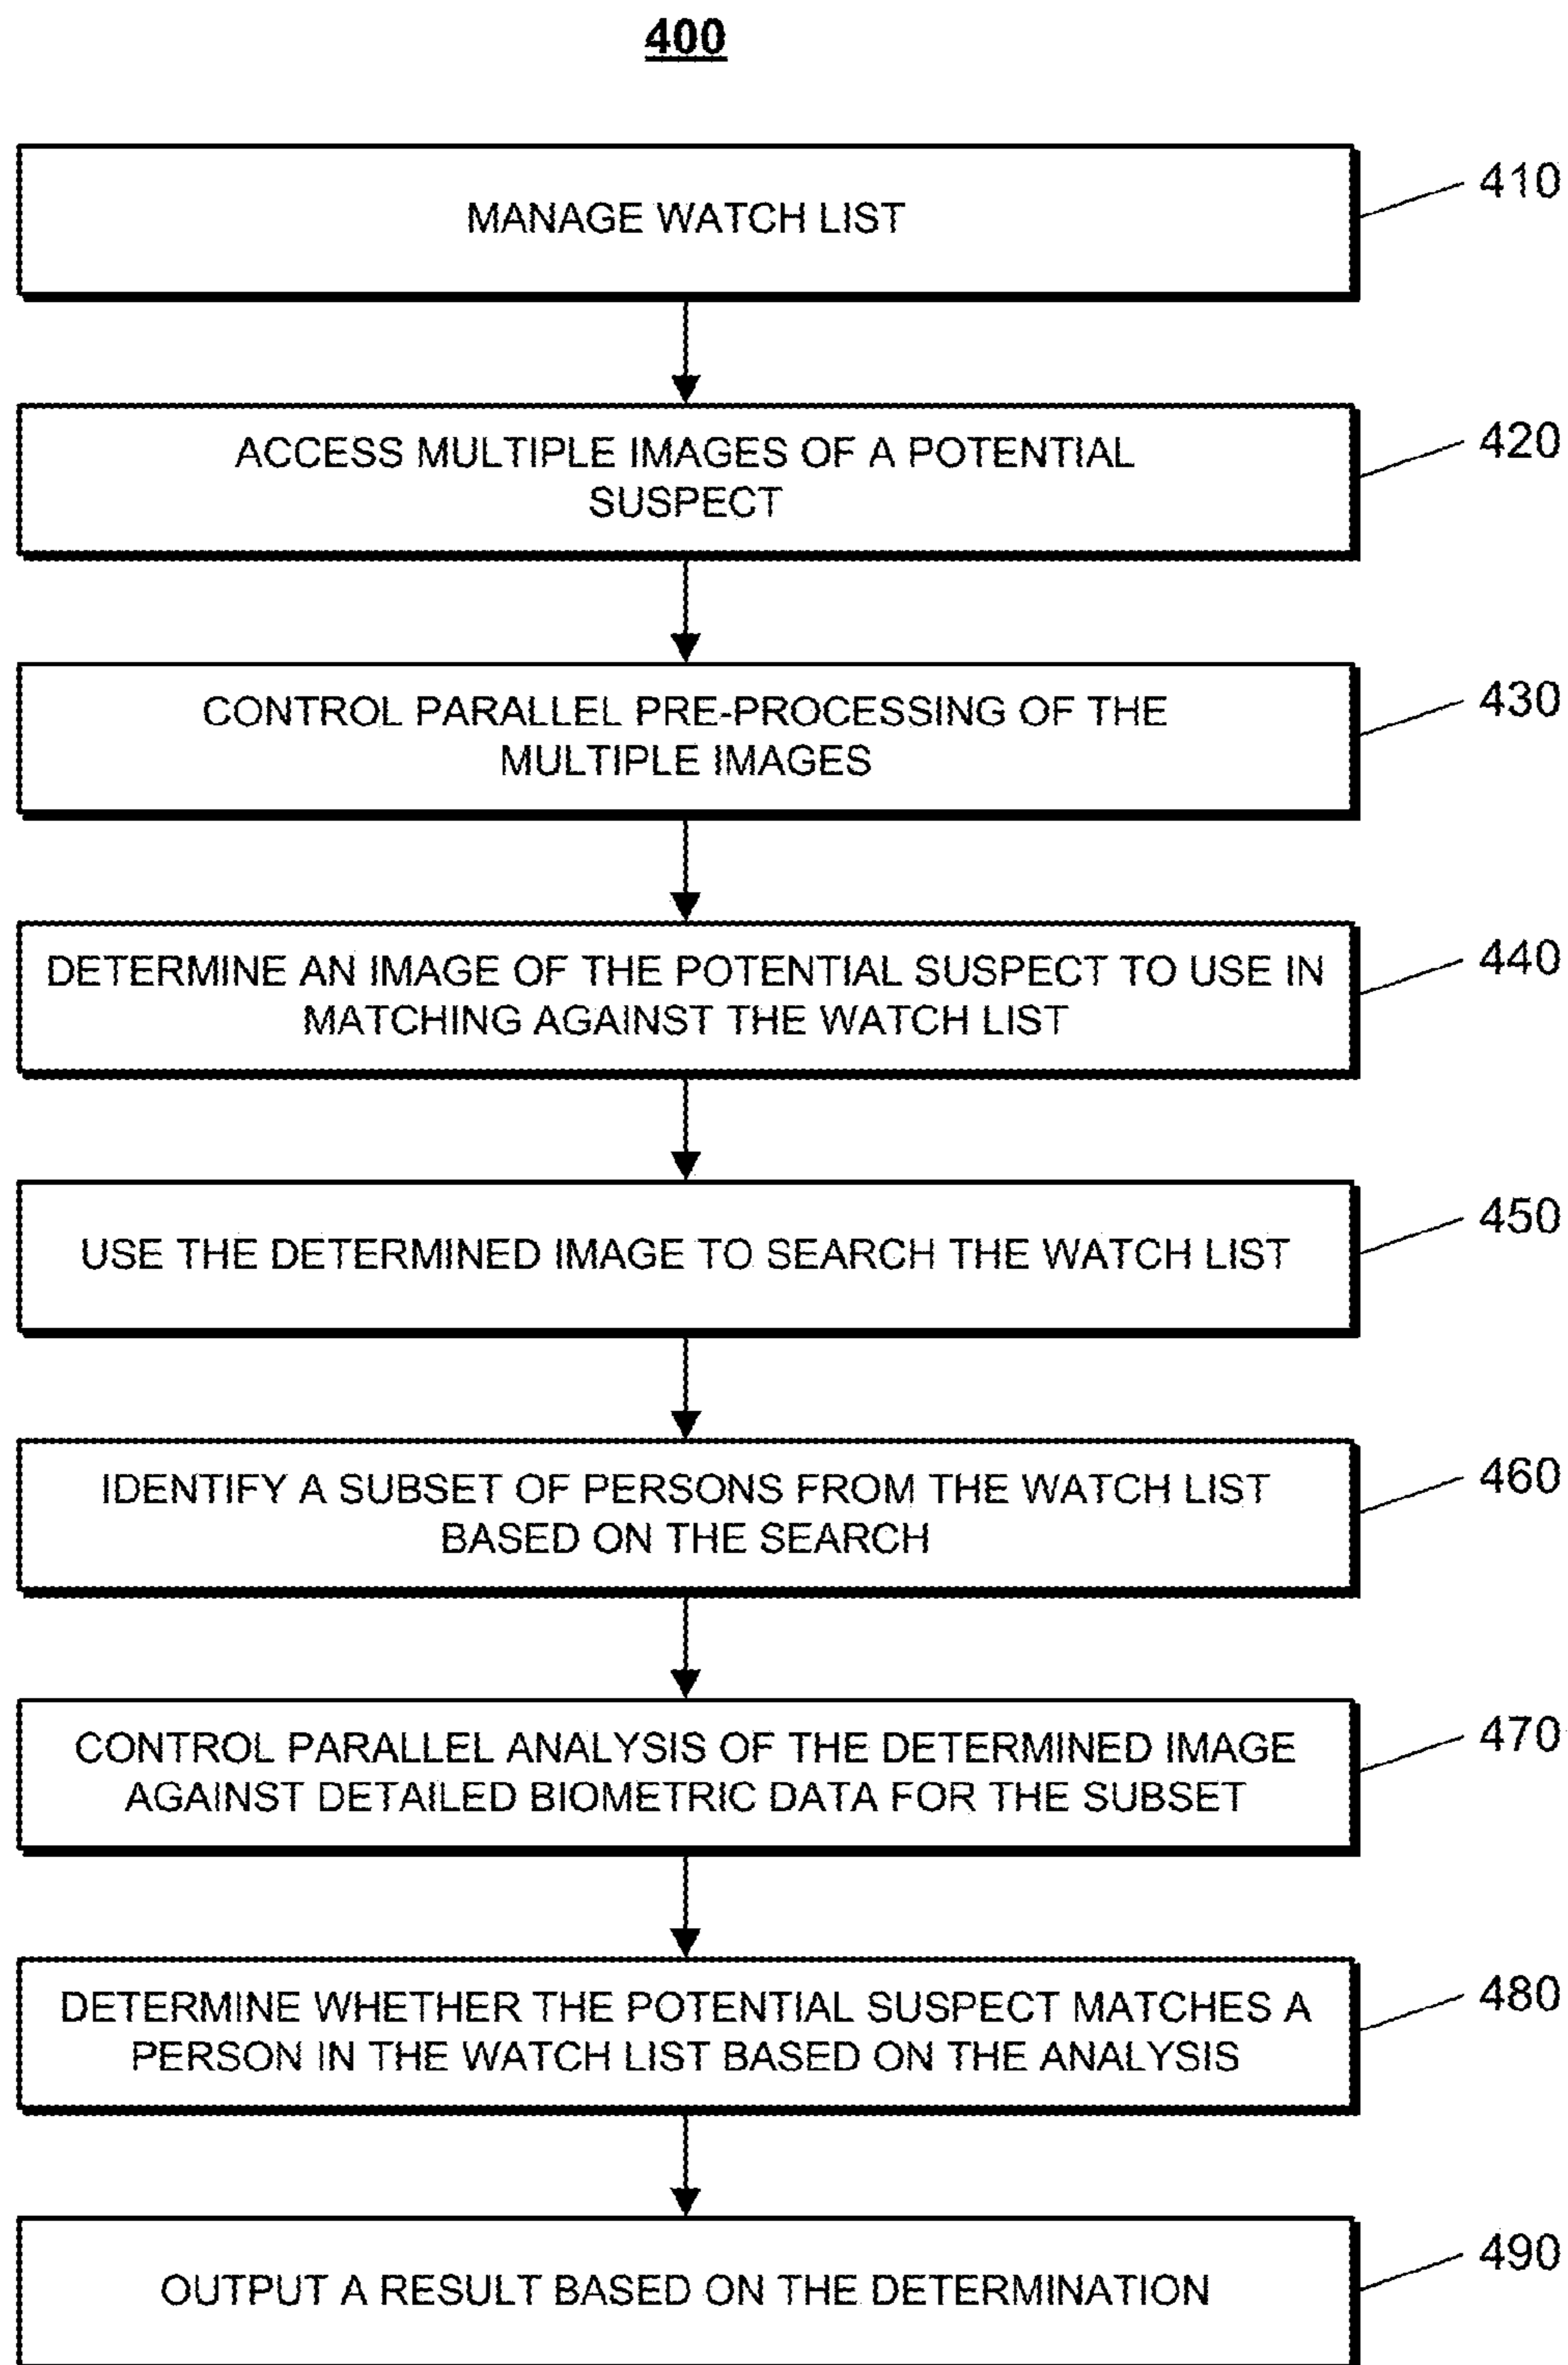 400
MANAGE WATCH LIST
410
ACCESS MULTIPLE IMAGES OF A POTENTIAL
SUSPECT
420
CONTROL PARALLEL PRE-PROCESSING OF THE
MULTIPLE IMAGES
430
DETERMINE AN IMAGE OF THE POTENTIAL SUSPECT TO USE IN
MATCHING AGAINST THE WATCH LIST
440
USE THE DETERMINED IMAGE TO SEARCH THE WATCH LIST
450
IDENTIFY A SUBSET OF PERSONS FROM THE WATCH LIST
BASED ON THE SEARCH
460
CONTROL PARALLEL ANALYSIS OF THE DETERMINED IMAGE
AGAINST DETAILED BIOMETRIC DATA FOR THE SUBSET
470
DETERMINE WHETHER THE POTENTIAL SUSPECT MATCHES A
PERSON IN THE WATCH LIST BASED ON THE ANALYSIS
480
OUTPUT A RESULT BASED ON THE DETERMINATION
490